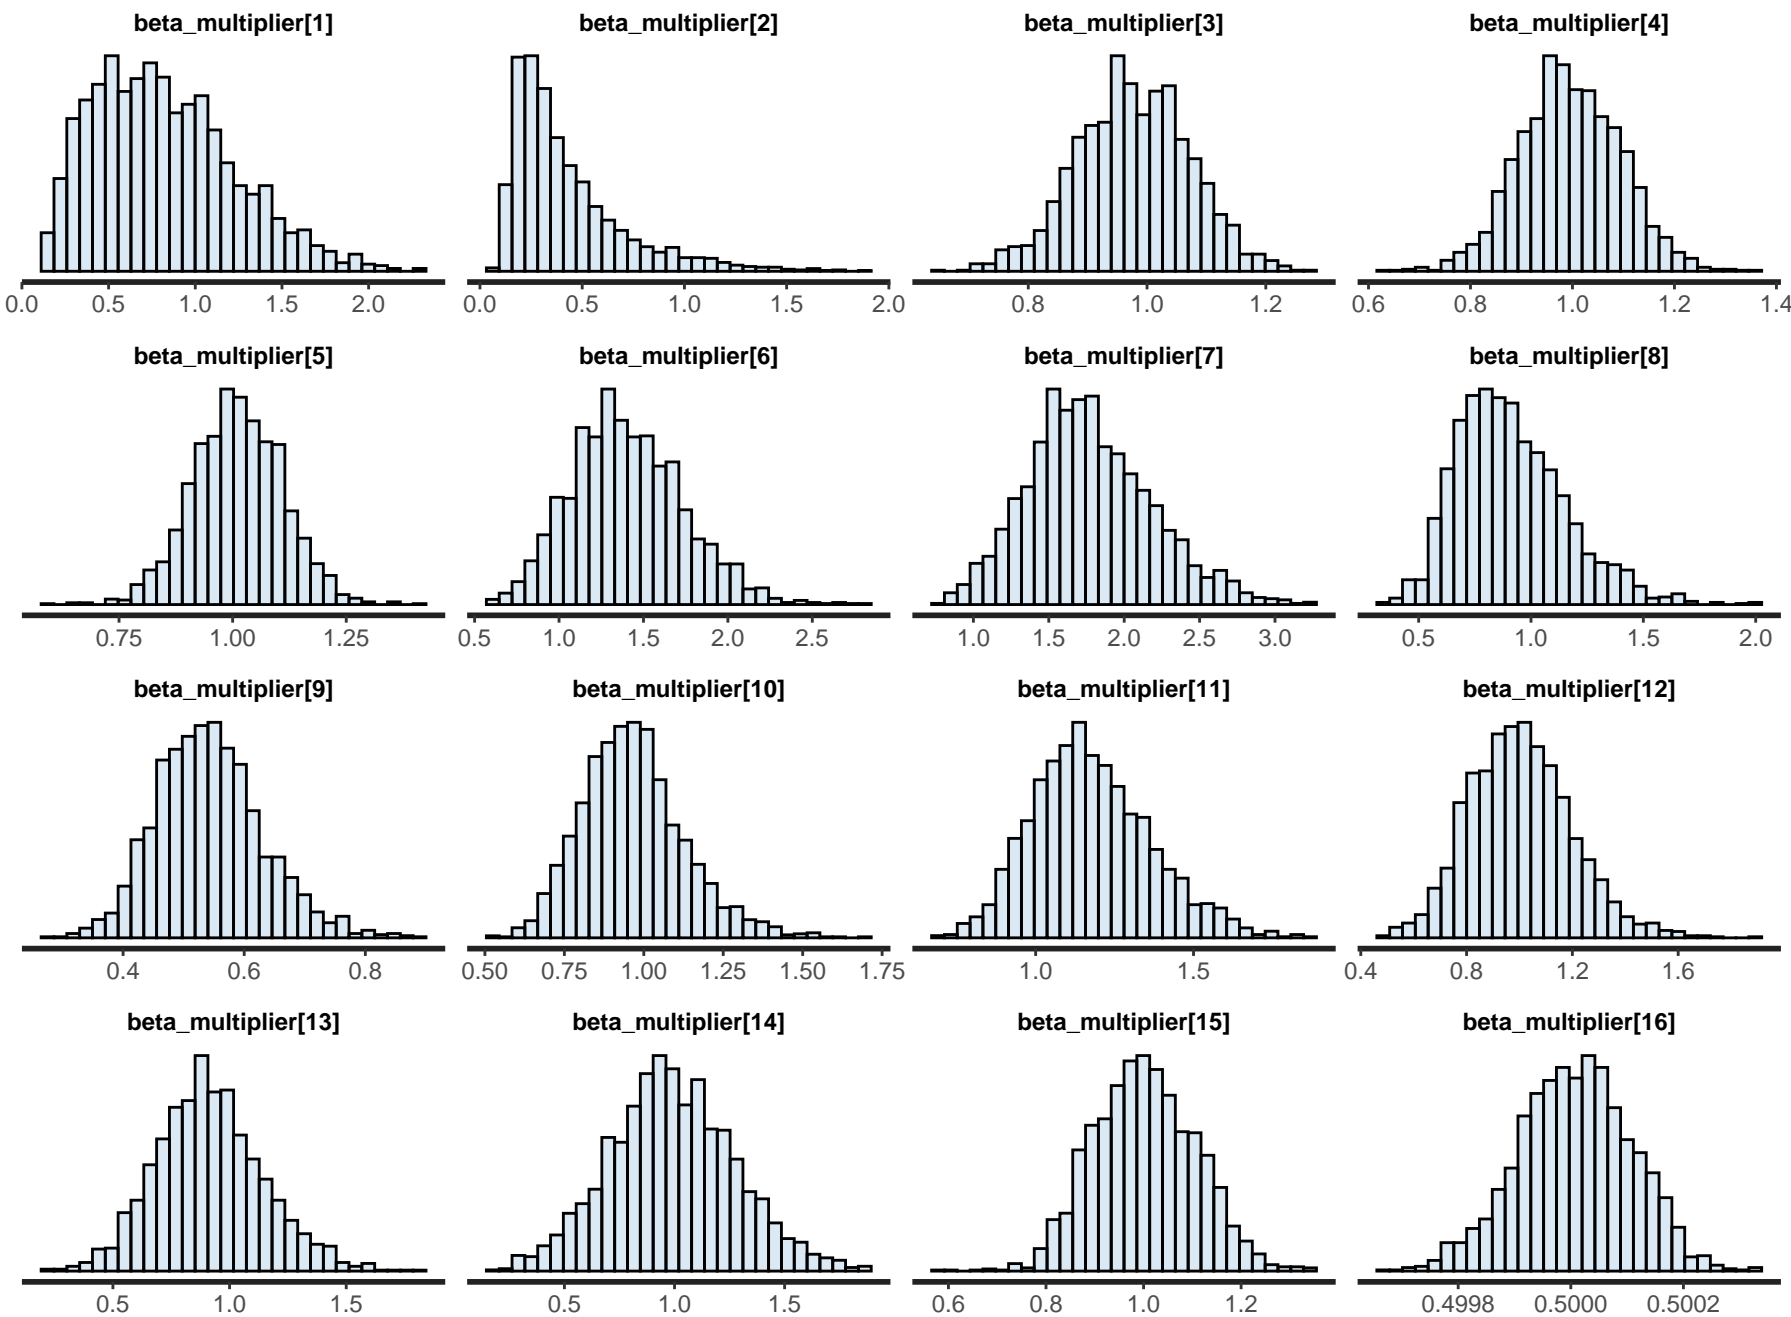 beta_multiplier[1] beta_multiplier[2] beta_multiplier[3] beta_multiplier[4]
0.0 0.5 1.0 1.5 2.0 0.0 0.5 1.0 1.5 2.0 0.8 1.0 1.2 0.6 0.8 1.0 1.2 1.4
beta_multiplier[5] beta_multiplier[6] beta_multiplier[7] beta_multiplier[8]
0.75 1.00 1.25 0.5 1.0 1.5 2.0 2.5 1.0 1.5 2.0 2.5 3.0 0.5 1.0 1.5 2.0
beta_multiplier[9] beta_multiplier[10] beta_multiplier[11] beta_multiplier[12]
0.4 0.6 0.8 0.50 0.75 1.00 1.25 1.50 1.75 1.0 1.5 0.4 0.8 1.2 1.6
beta_multiplier[13] beta_multiplier[14] beta_multiplier[15] beta_multiplier[16]
0.5 1.0 1.5 0.5 1.0 1.5 0.6 0.8 1.0 1.2 0.4998 0.5000 0.5002